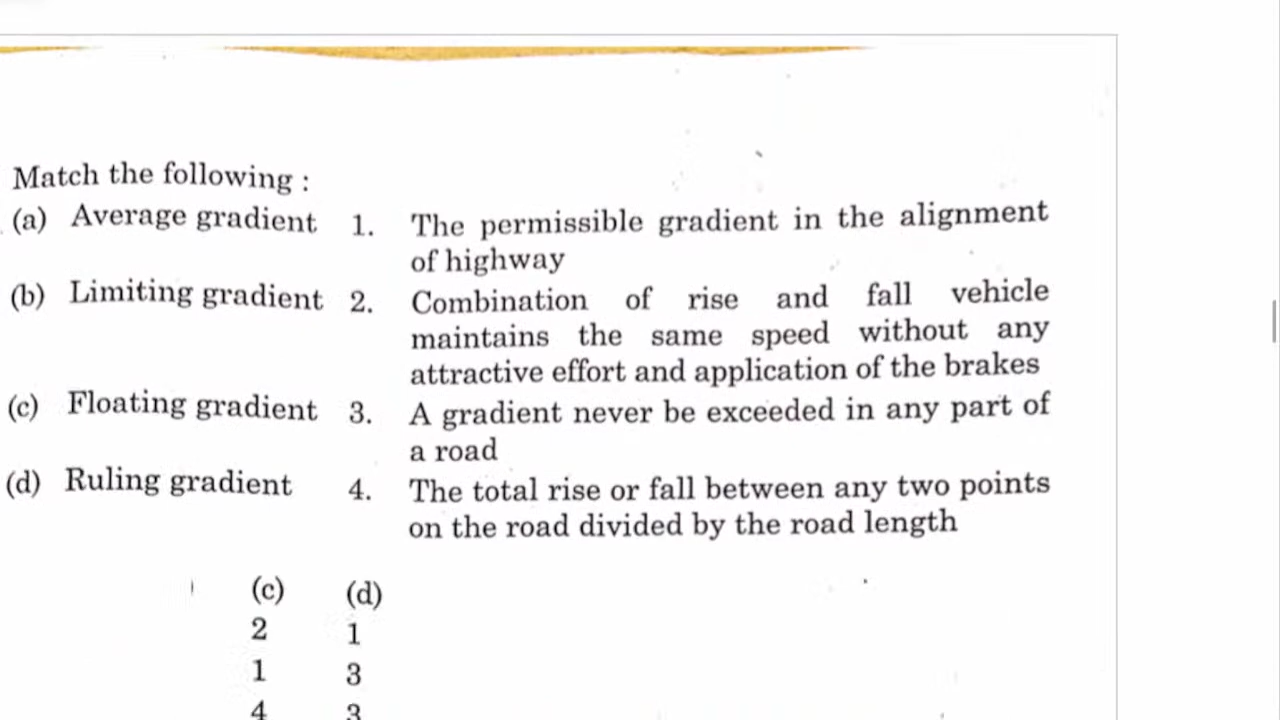 Match the following :
(a) Average gradient 1. The permissible gradient in the alignment
of highway
(b) Limiting gradient 2. Combination of rise and fall vehicle
maintains the same speed without any
attractive effort and application of the brakes
(c) Floating gradient 3. A gradient never be exceeded in any part of
a road
(d) Ruling gradient 4. The total rise or fall between any two points
on the road divided by the road length
(c) (d)
2 1
1 3
4 3